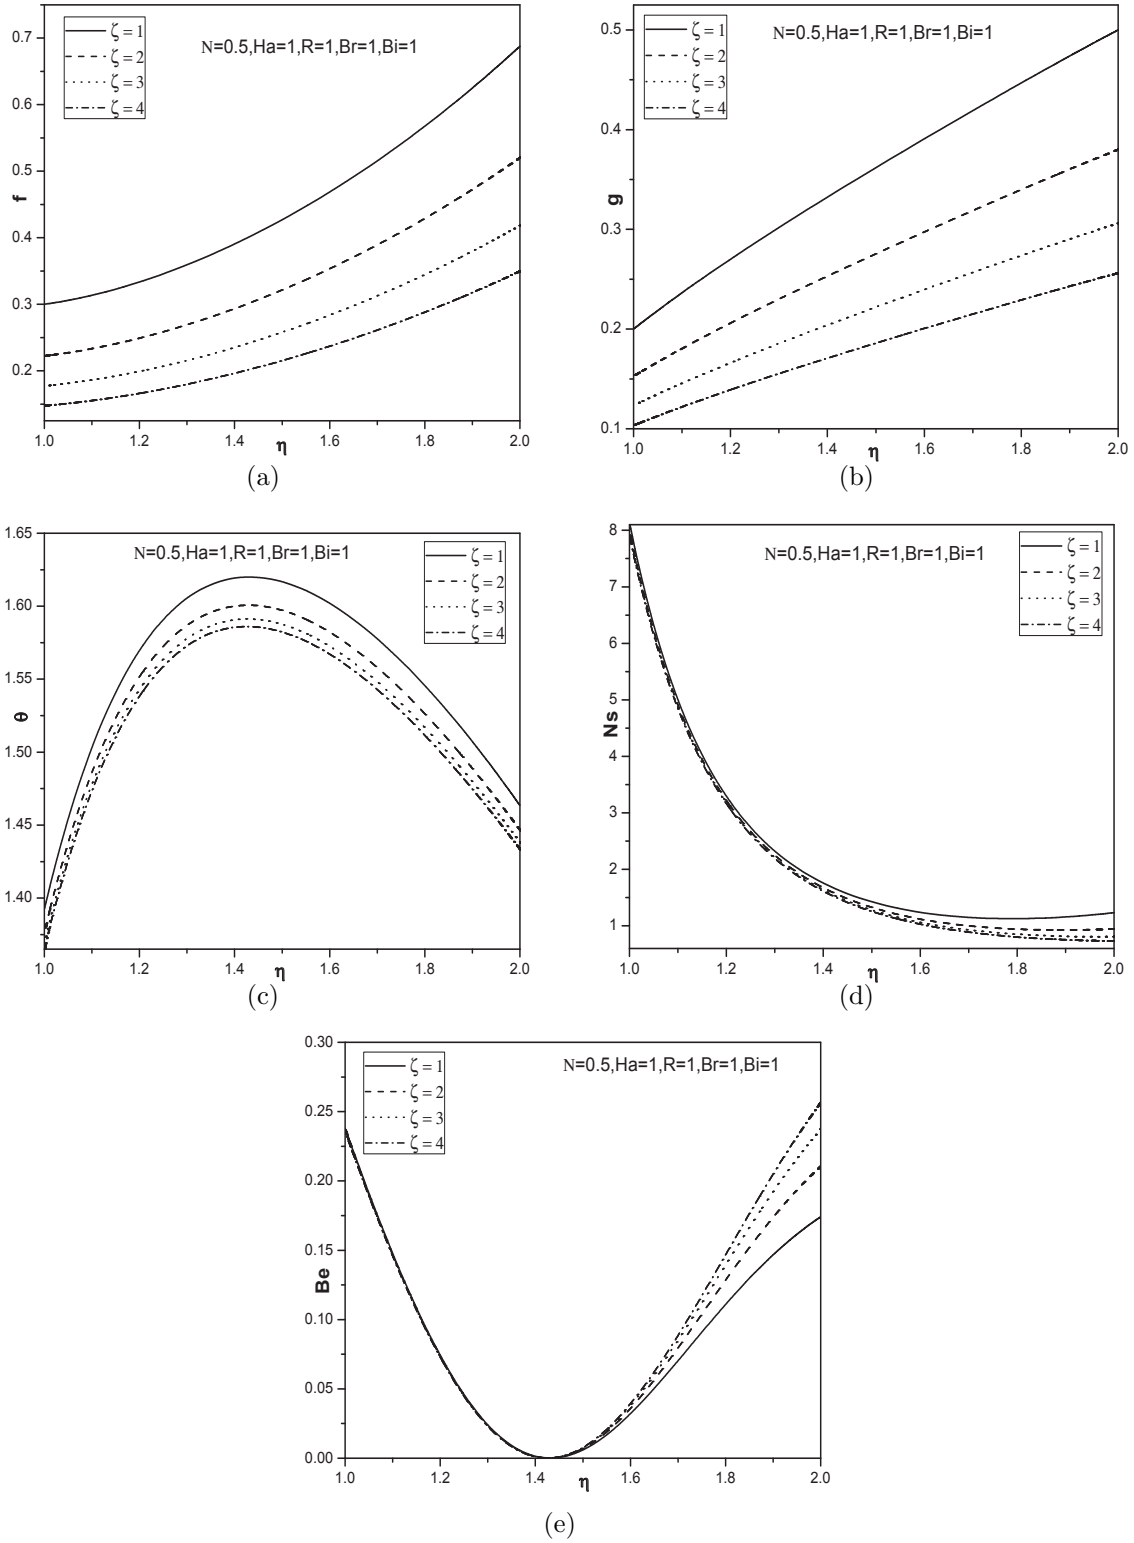 N=0.5,Ha=1,R=1,Br=1,Bi=1
ζ = 1
ζ = 2
ζ = 3
ζ = 4
0.7
0.6
0.5
0.4
0.3
0.2
f
1.0 1.2 1.4 1.6 1.8 2.0
η
(a)
N=0.5,Ha=1,R=1,Br=1,Bi=1
ζ = 1
ζ = 2
ζ = 3
ζ = 4
0.5
0.4
0.3
0.2
0.1
g
1.0 1.2 1.4 1.6 1.8 2.0
η
(b)
N=0.5,Ha=1,R=1,Br=1,Bi=1
ζ = 1
ζ = 2
ζ = 3
ζ = 4
1.65
1.60
1.55
1.50
1.45
1.40
θ
1.0 1.2 1.4 1.6 1.8 2.0
η
(c)
N=0.5,Ha=1,R=1,Br=1,Bi=1
ζ = 1
ζ = 2
ζ = 3
ζ = 4
8
7
6
5
4
3
2
1
Ns
1.0 1.2 1.4 1.6 1.8 2.0
η
(d)
N=0.5,Ha=1,R=1,Br=1,Bi=1
ζ = 1
ζ = 2
ζ = 3
ζ = 4
0.30
0.25
0.20
0.15
0.10
0.05
0.00
Be
1.0 1.2 1.4 1.6 1.8 2.0
η
(e)